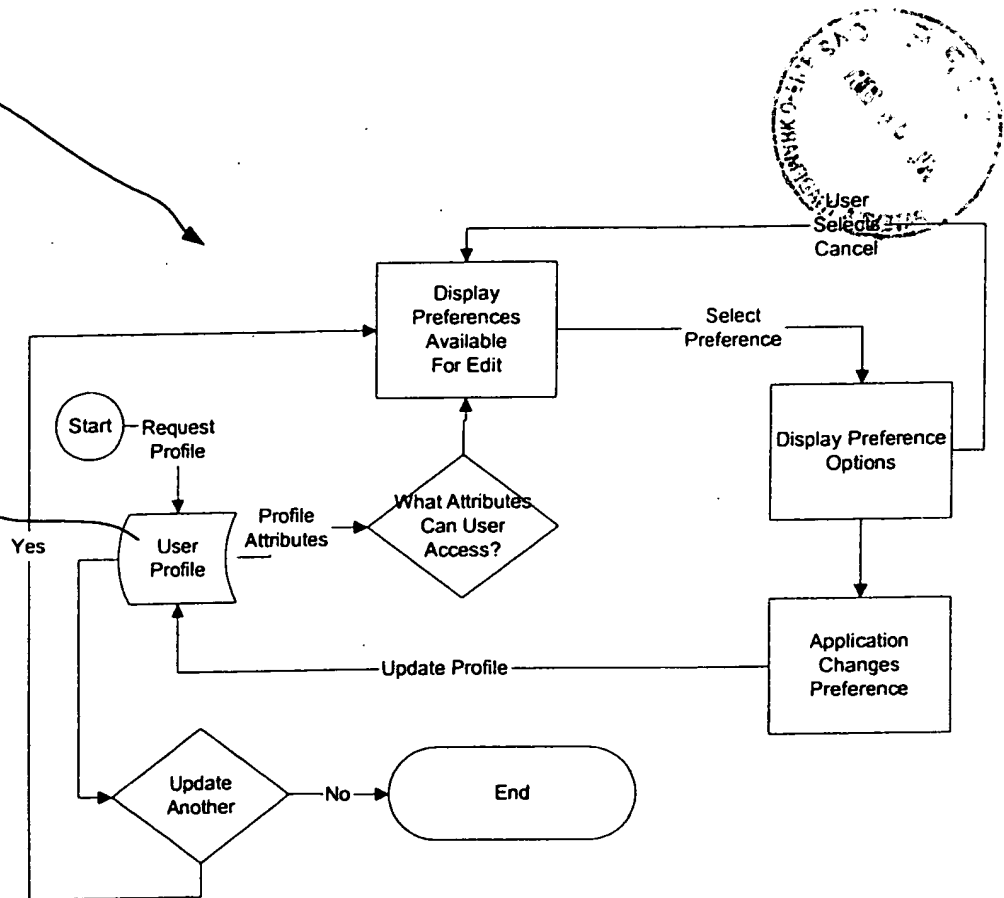 User
Selects
Cancel
Display
Preferences
Available
For Edit
Select
Preference
Start
Request
Profile
Display Preference
Options
What Attributes
Can User
Access?
Profile
Attributes
User
Profile
Yes
Application
Changes
Preference
Update Profile
Update
Another
No
End